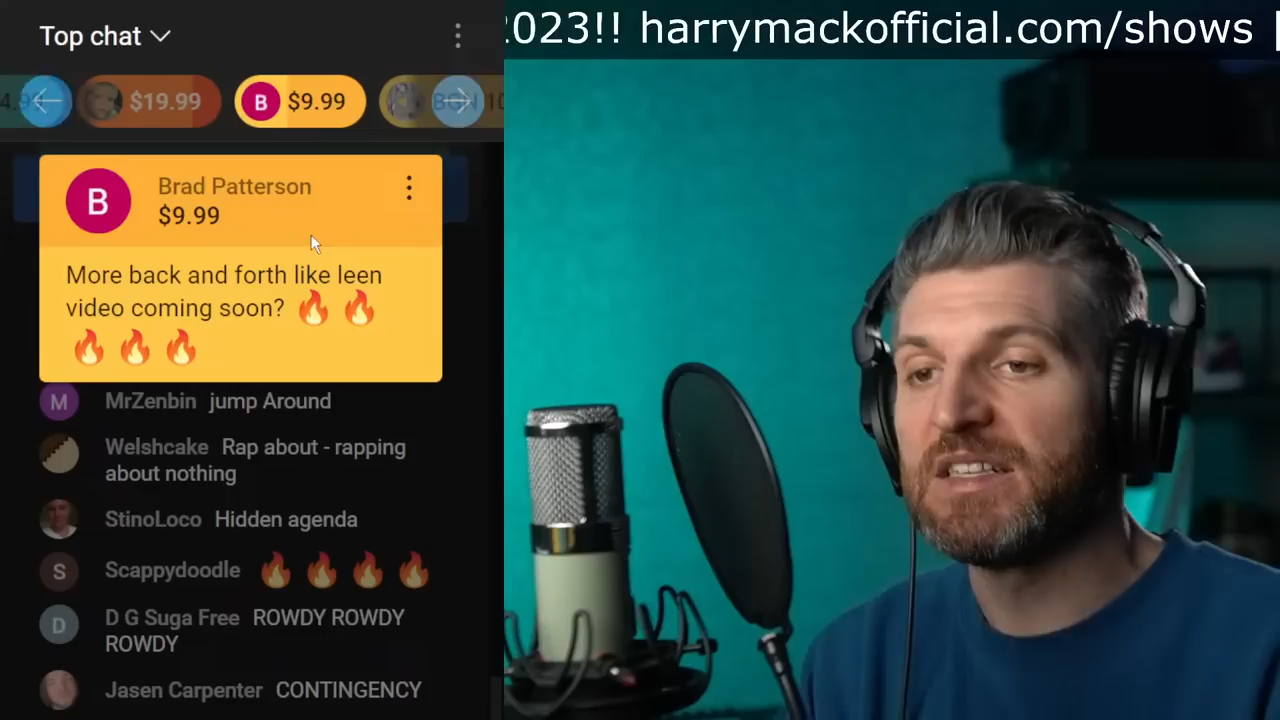 Top chat
2023!! harrymackofficial.com/shows
$19.99
B $9.99
B
Brad Patterson
$9.99
More back and forth like leen
video coming soon? 🔥 🔥
🔥 🔥 🔥
M MrZenbin jump Around
Welshcake Rap about - rapping
about nothing
StinoLoco Hidden agenda
S Scappydoodle 🔥 🔥 🔥 🔥
D D G Suga Free ROWDY ROWDY
ROWDY
Jasen Carpenter CONTINGENCY